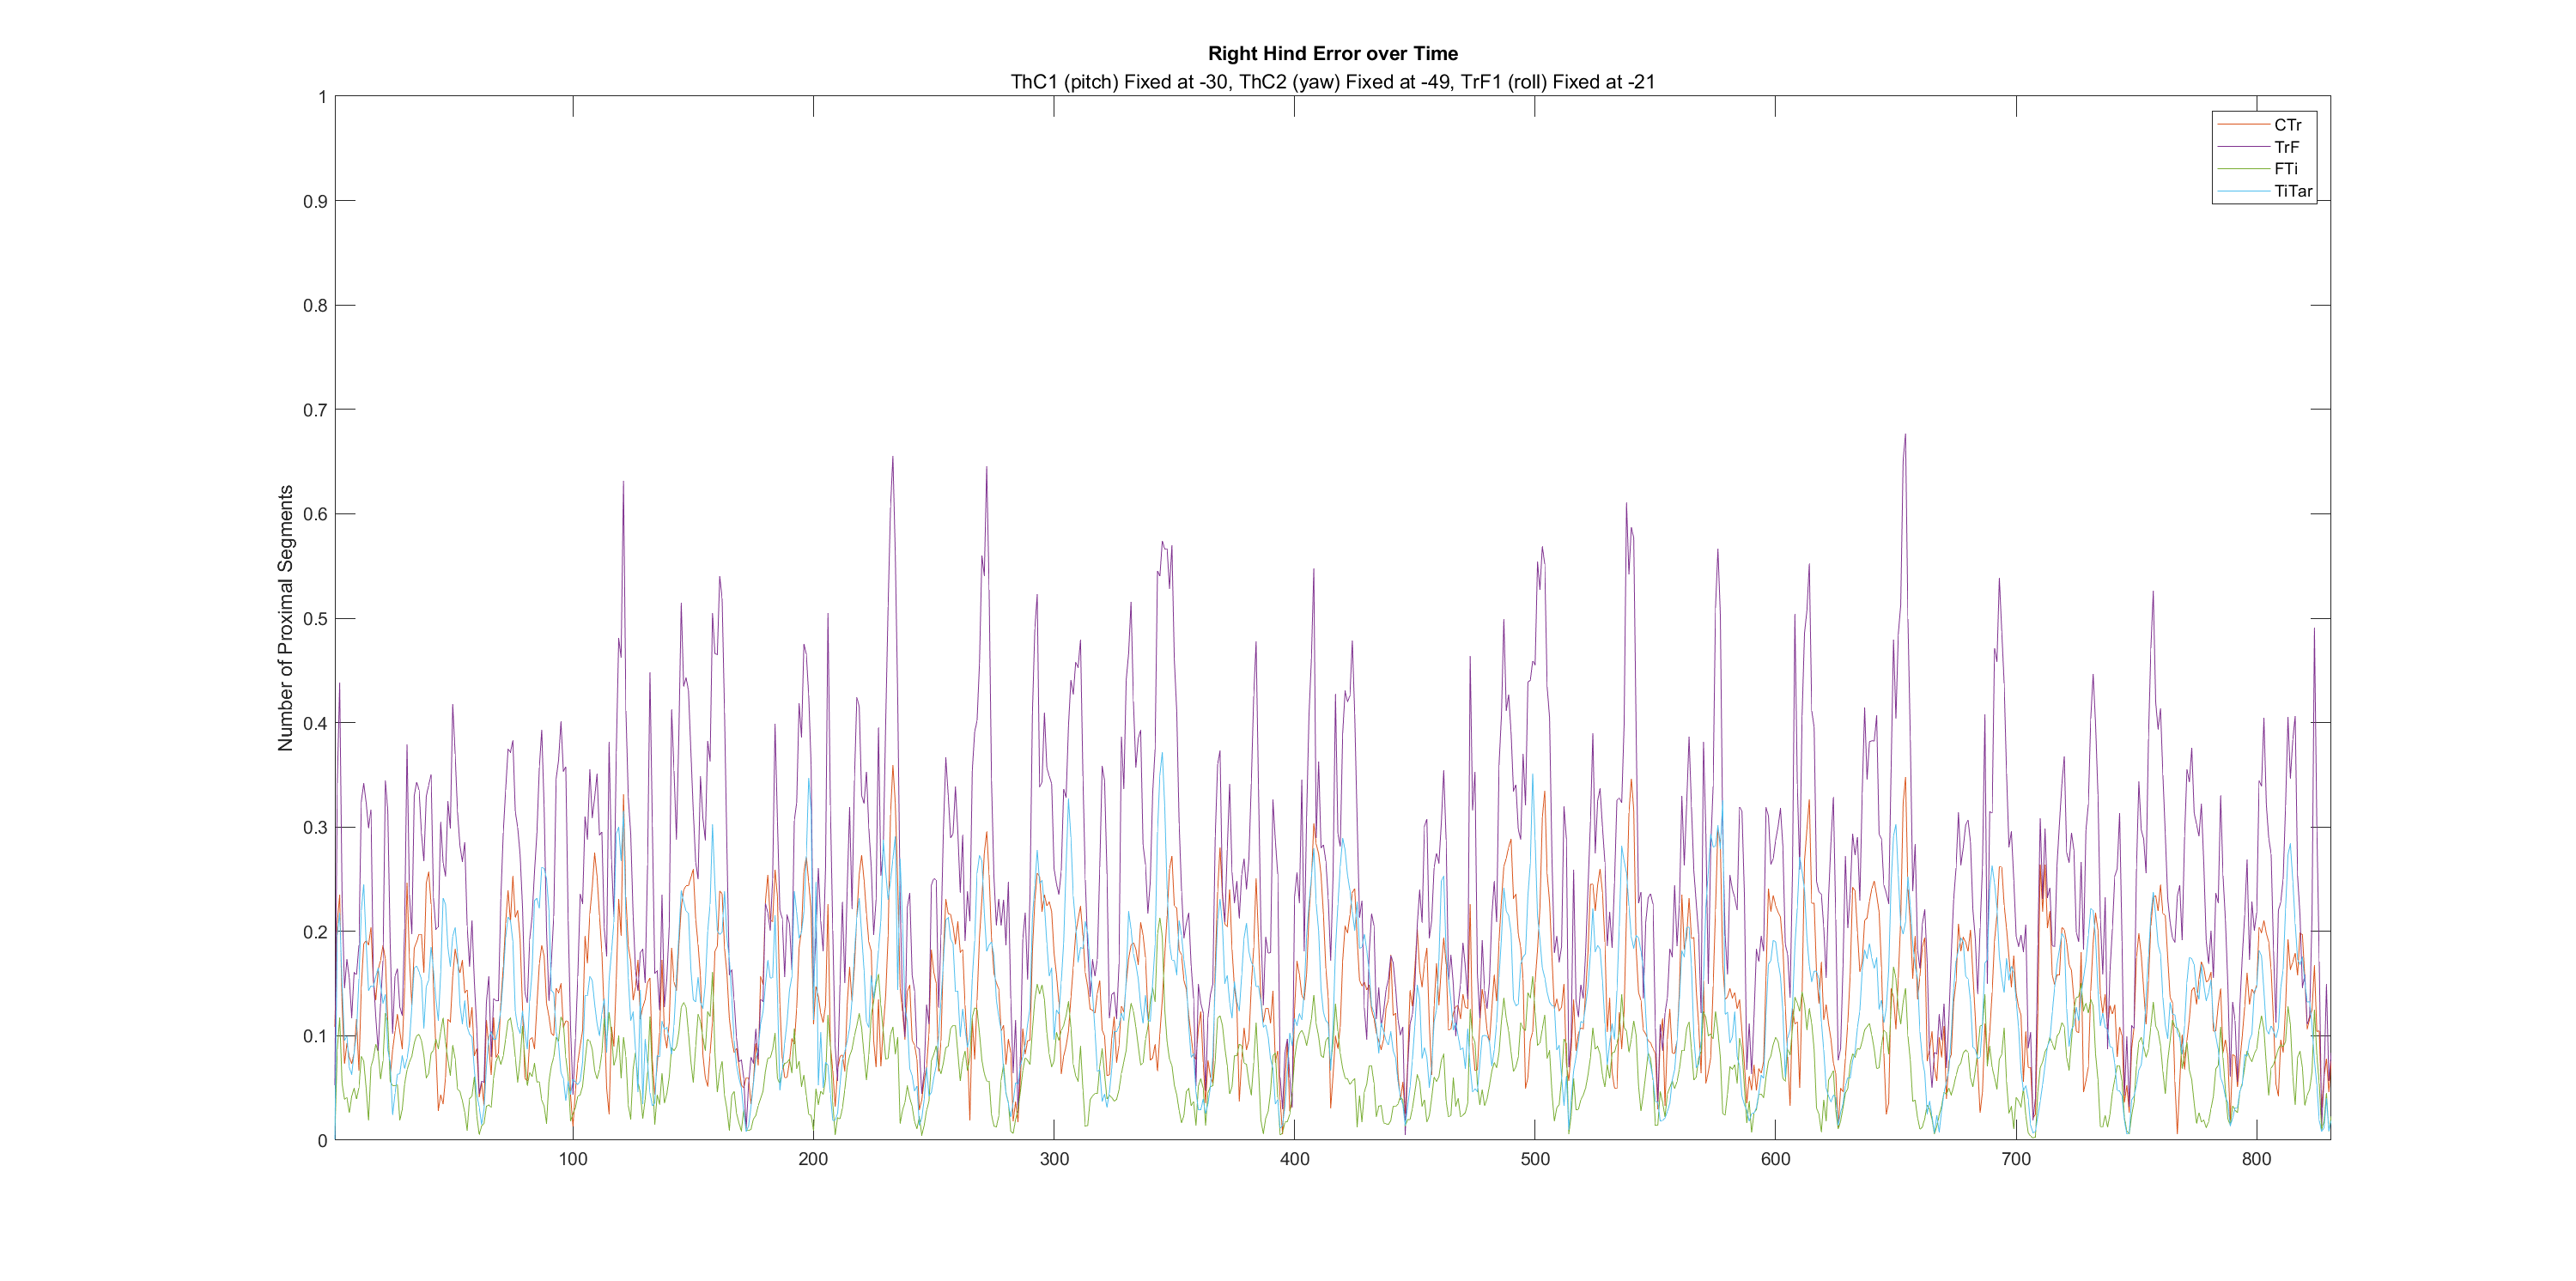 Right Hind Error over Time
ThC1 (pitch) Fixed at -30, ThC2 (yaw) Fixed at -49, TrF1 (roll) Fixed at -21
1
0.9
0.8
0.7
0.6
0.5
0.4
0.3
0.2
0.1
0
Number of Proximal Segments
CTr
TrF
FTi
TiTar
100
200
300
400
500
600
700
800